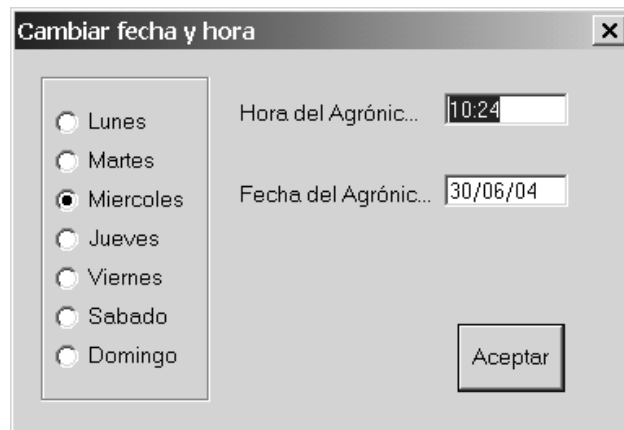 Cambiar fecha y hora
Lunes
Martes
Miercoles
Jueves
Viernes
Sabado
Domingo
Hora del Agrónic... 10:24
Fecha del Agrónic... 30/06/04
Aceptar